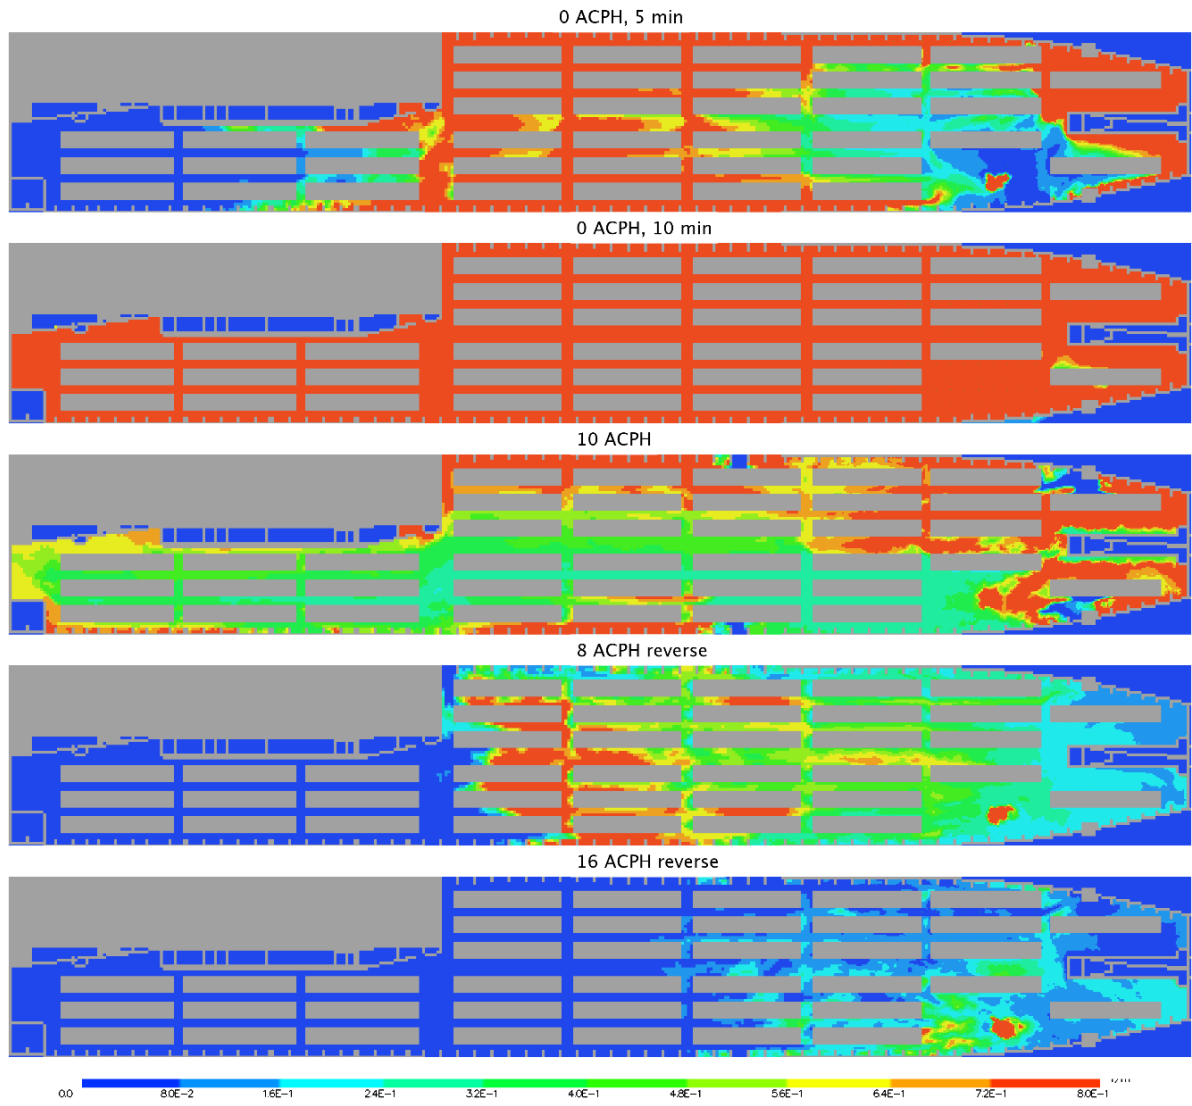 0 ACPH, 5 min
0 ACPH, 10 min
10 ACPH
8 ACPH reverse
16 ACPH reverse
0.0 8.0E-2 1.6E-1 2.4E-1 3.2E-1 4.0E-1 4.8E-1 5.6E-1 6.4E-1 7.2E-1 8.0E-1